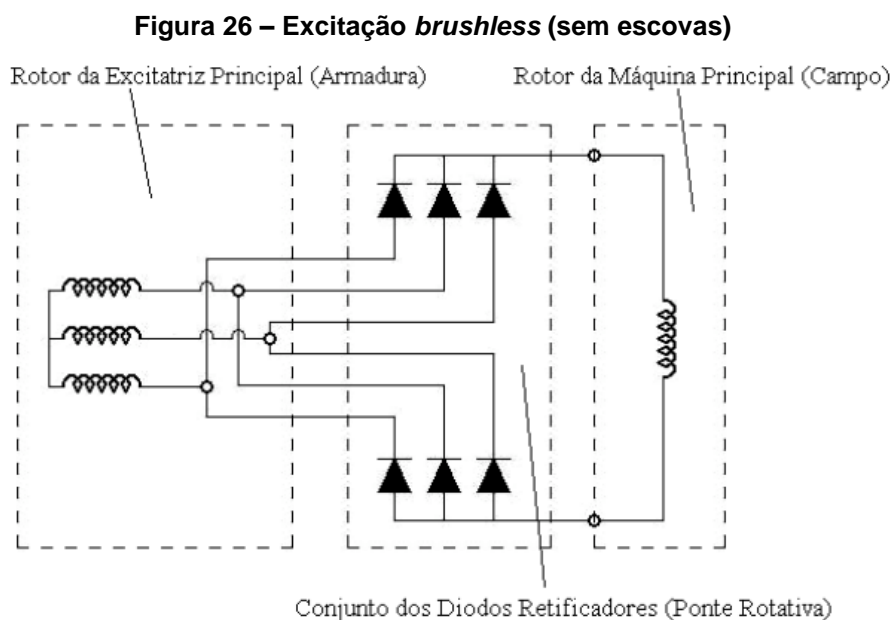 Figura 26 – Excitação brushless (sem escovas)
Rotor da Excitatriz Principal (Armadura)
Rotor da Máquina Principal (Campo)
Conjunto dos Diodos Retificadores (Ponte Rotativa)